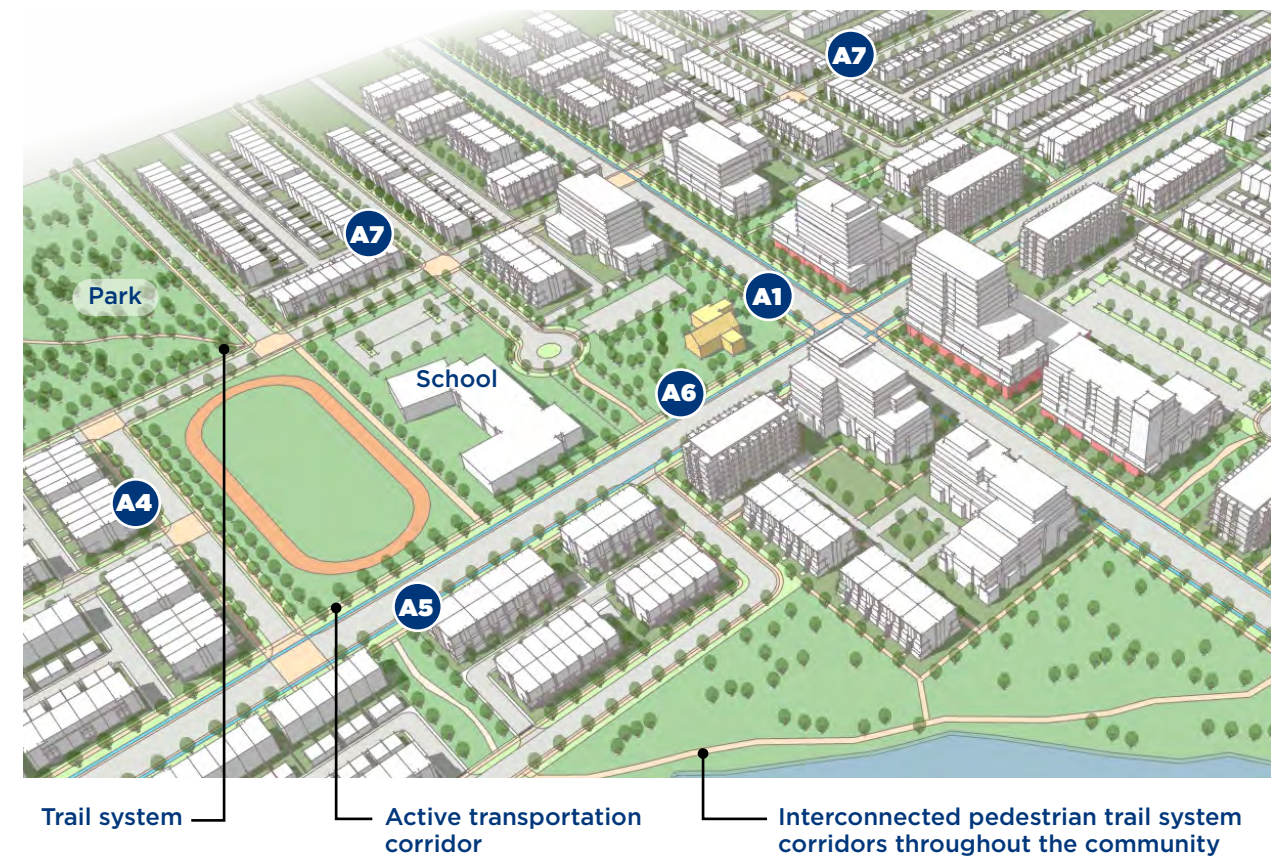 A7
A7
Park
A1
School
A6
A4
A5
Trail system
Active transportation
corridor
Interconnected pedestrian trail system
corridors throughout the community